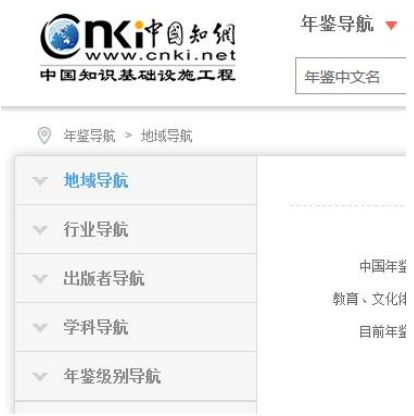 cnki中国知网
www.cnki.net
中国知识基础设施工程
年鉴导航 ▼
年鉴中文名
年鉴导航 > 地域导航
地域导航
行业导航
出版者导航
学科导航
年鉴级别导航
中国年鉴
教育、文化体
目前年鉴